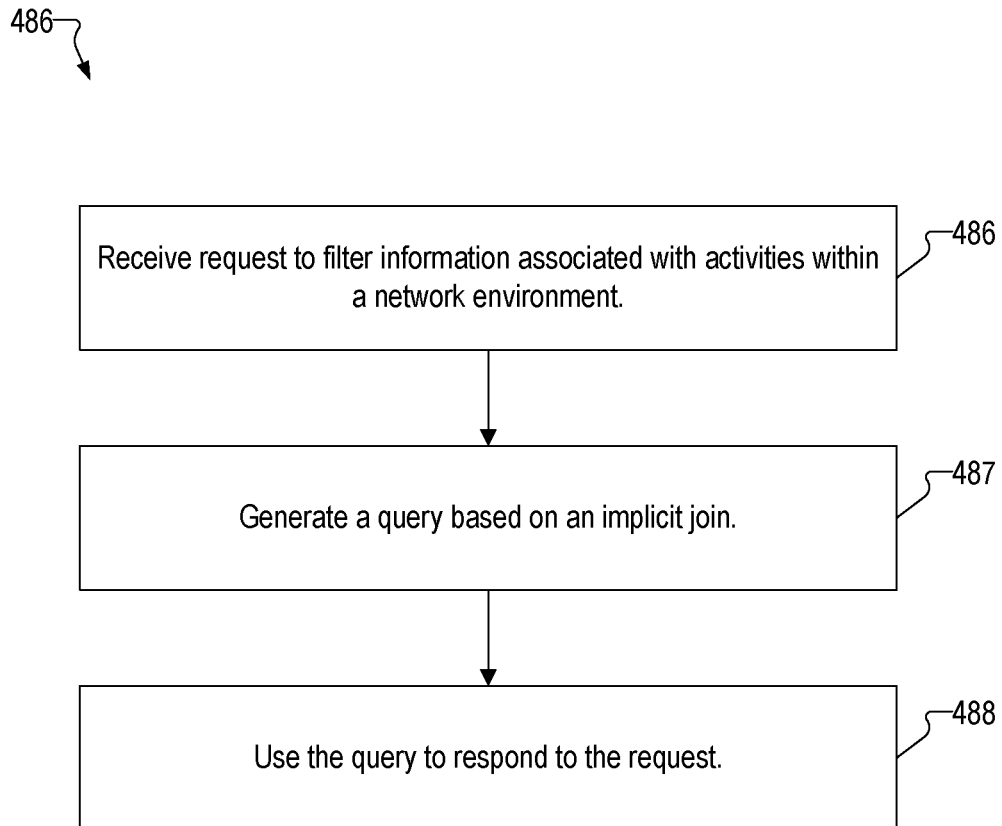 486
Receive request to filter information associated with activities within
a network environment.
486
Generate a query based on an implicit join.
487
Use the query to respond to the request.
488